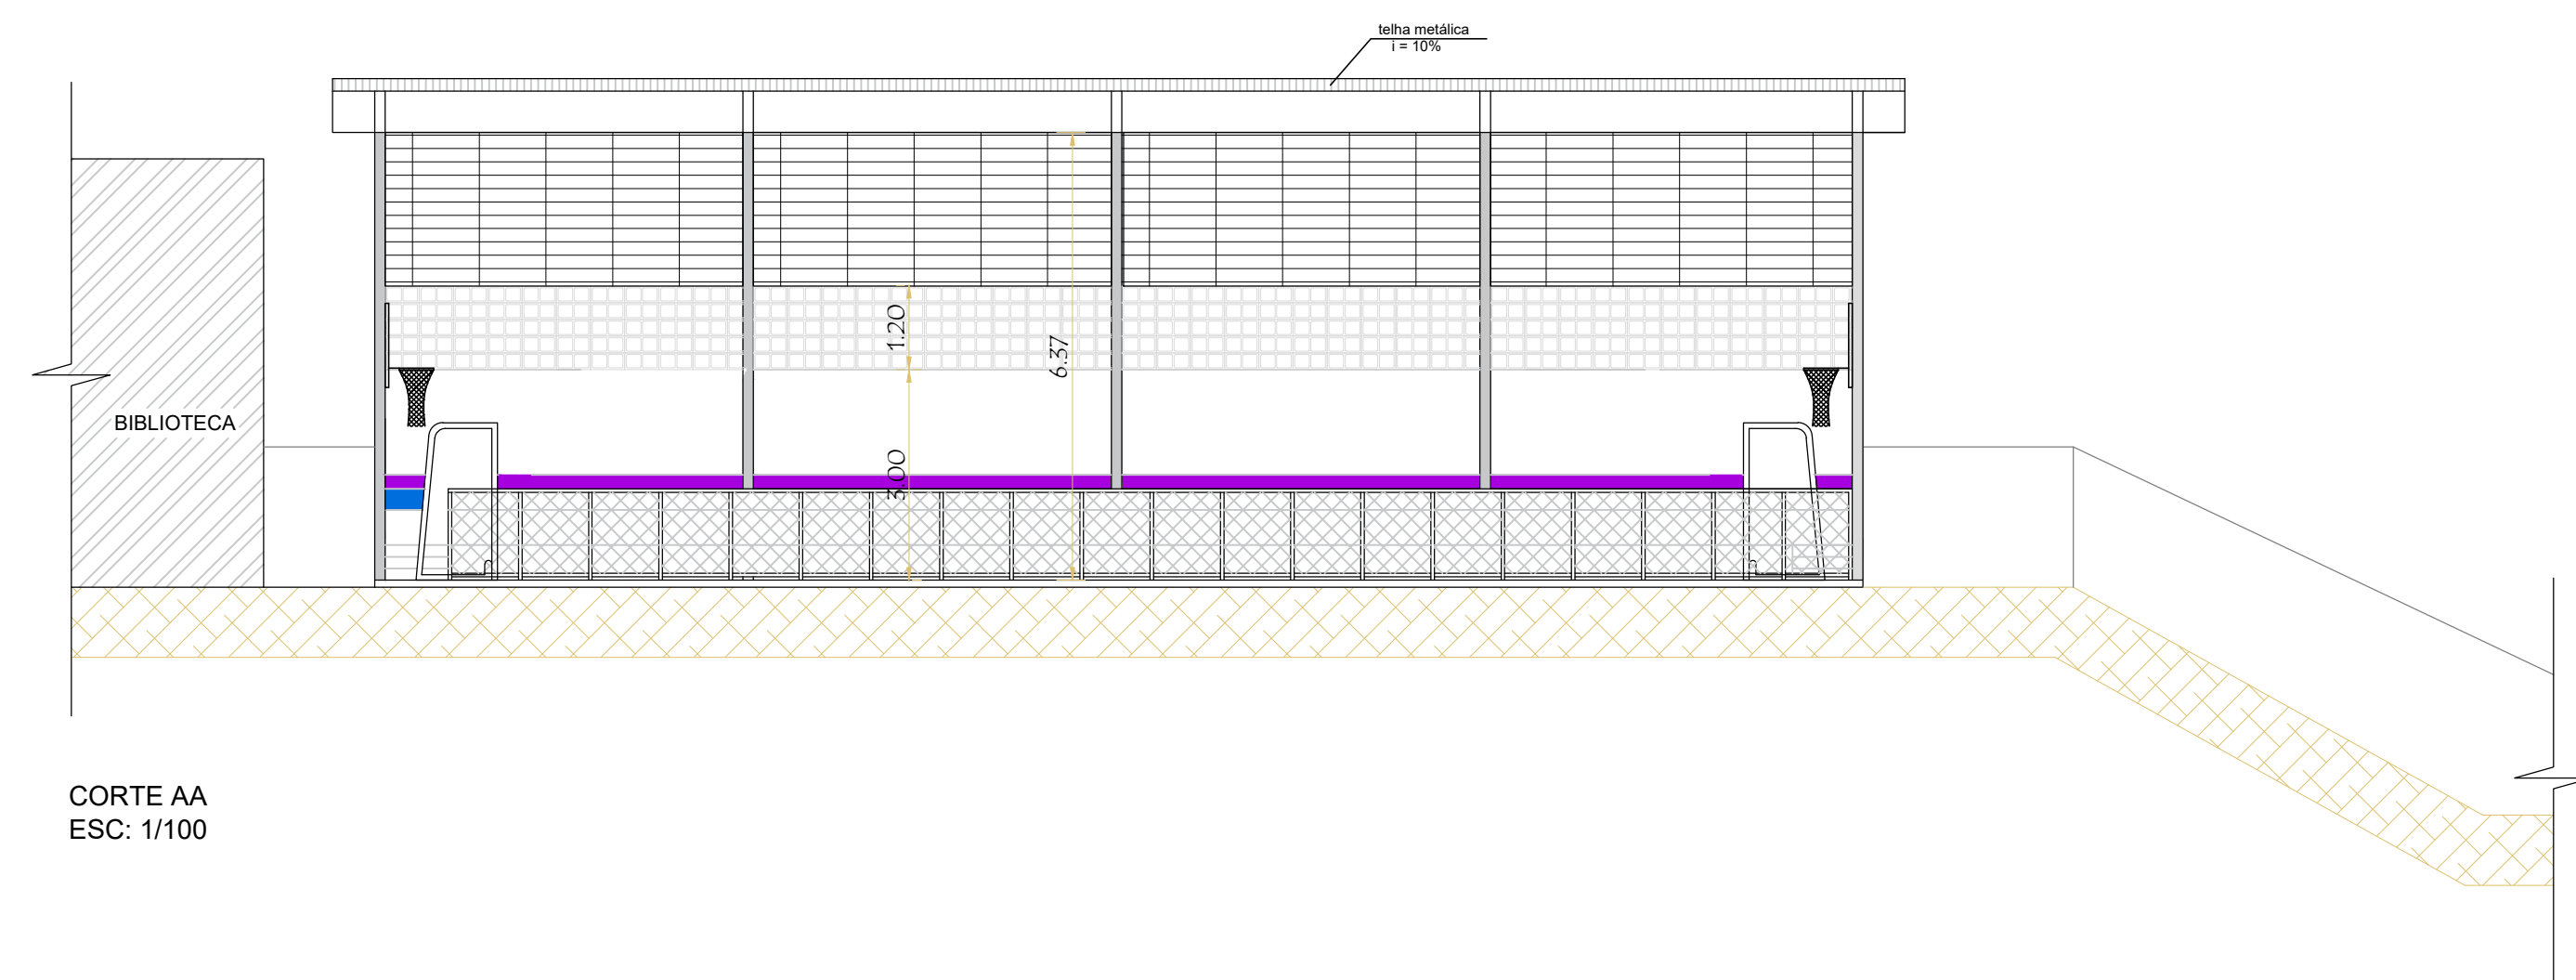 telha metálica
i = 10%
1.20
6.37
BIBLIOTECA
3.00
CORTE AA
ESC: 1/100